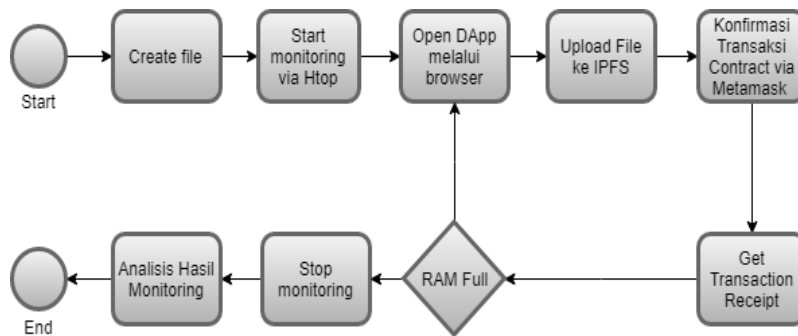 Start
Create file
Start
monitoring
via Htop
Open DApp
melalui
browser
Upload File
ke IPFS
Konfirmasi
Transaksi
Contract via
Metamask
Get
Transaction
Receipt
RAM Full
Stop
monitoring
Analisis Hasil
Monitoring
End